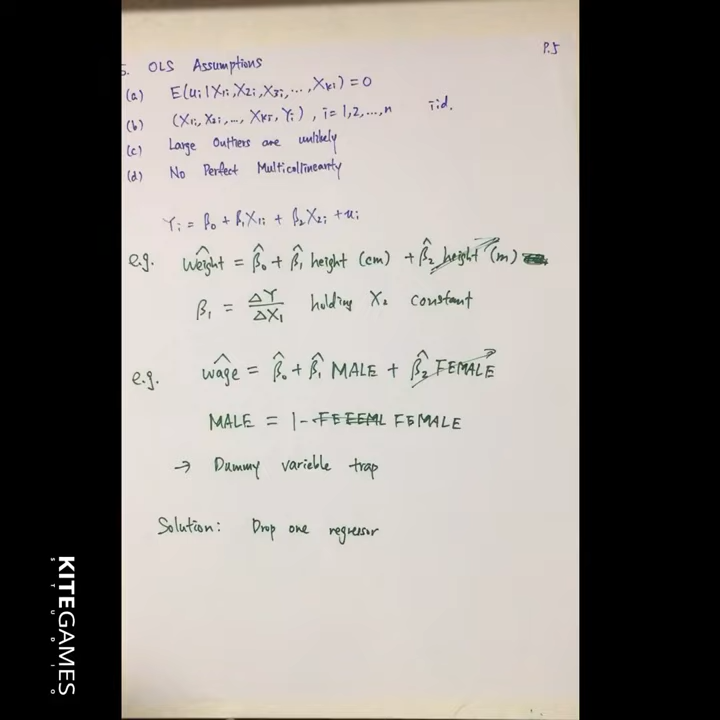 P.5
5. OLS Assumptions
(a) E(ui|X1i, X2i, X3i, ..., Xki) = 0
(b) (X1i, X2i, ..., Xki, Yi), i = 1,2,...,n iid.
(c) Large Outliers are unlikely
(d) No Perfect Multicollinearity
Yi = β0 + β1X1i + β2X2i + ui
e.g. Weight^ = β̂0 + β̂1 height (cm) + β̂2 height (m)
β1 = ΔY/ΔX1 holding X2 constant
e.g. wage^ = β̂0 + β̂1 MALE + β̂2 FEMALE
MALE = 1 - FEMALE
→ Dummy variable trap
Solution: Drop one regressor
KITEGAMES
STUDIO